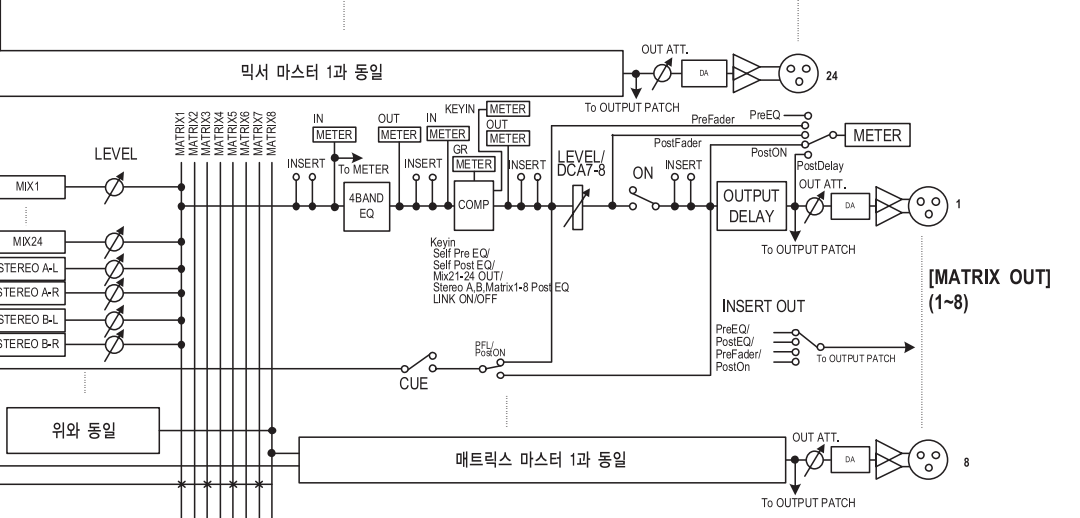 OUT ATT.
믹서 마스터 1과 동일
DA
24
To OUTPUT PATCH
MATRIX1
MATRIX2
MATRIX3
MATRIX4
MATRIX5
MATRIX6
MATRIX7
MATRIX8
LEVEL
MIX1
MIX24
STEREO A-L
STEREO A-R
STEREO B-L
STEREO B-R
INSERT
IN
METER
To METER
4BAND
EQ
OUT
METER
INSERT
IN
METER
KEYIN
METER
OUT
METER
GR
METER
COMP
INSERT
Keyin
Self Pre EQ/
Self Post EQ/
Mix21-24 OUT/
Stereo A,B,Matrix1-8 Post EQ
LINK ON/OFF
LEVEL/
DCA7-8
ON
INSERT
PreFader
PreEQ
PostFader
PostON
PostDelay
METER
OUTPUT
DELAY
OUT ATT.
DA
1
To OUTPUT PATCH
[MATRIX OUT]
(1~8)
INSERT OUT
PreEQ/
PostEQ/
PreFader/
PostOn
To OUTPUT PATCH
CUE
PFL/
PostON
위와 동일
매트릭스 마스터 1과 동일
OUT ATT.
DA
8
To OUTPUT PATCH